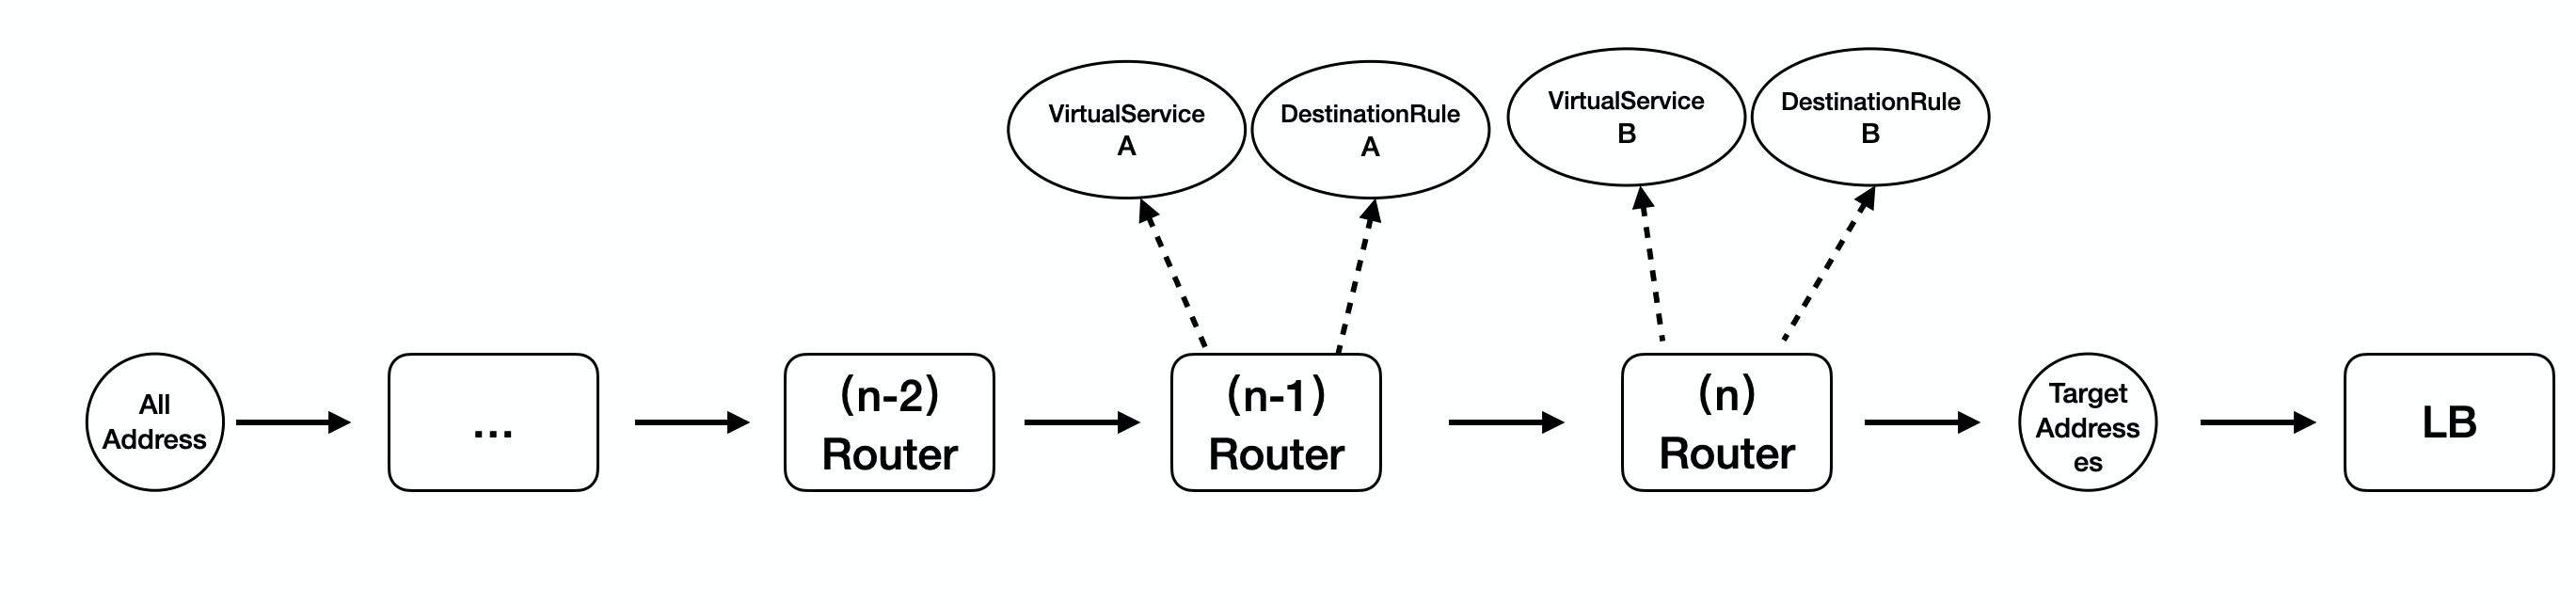 VirtualService
A
DestinationRule
A
VirtualService
B
DestinationRule
B
All
Address
...
(n-2)
Router
(n-1)
Router
(n)
Router
Target
Address
es
LB